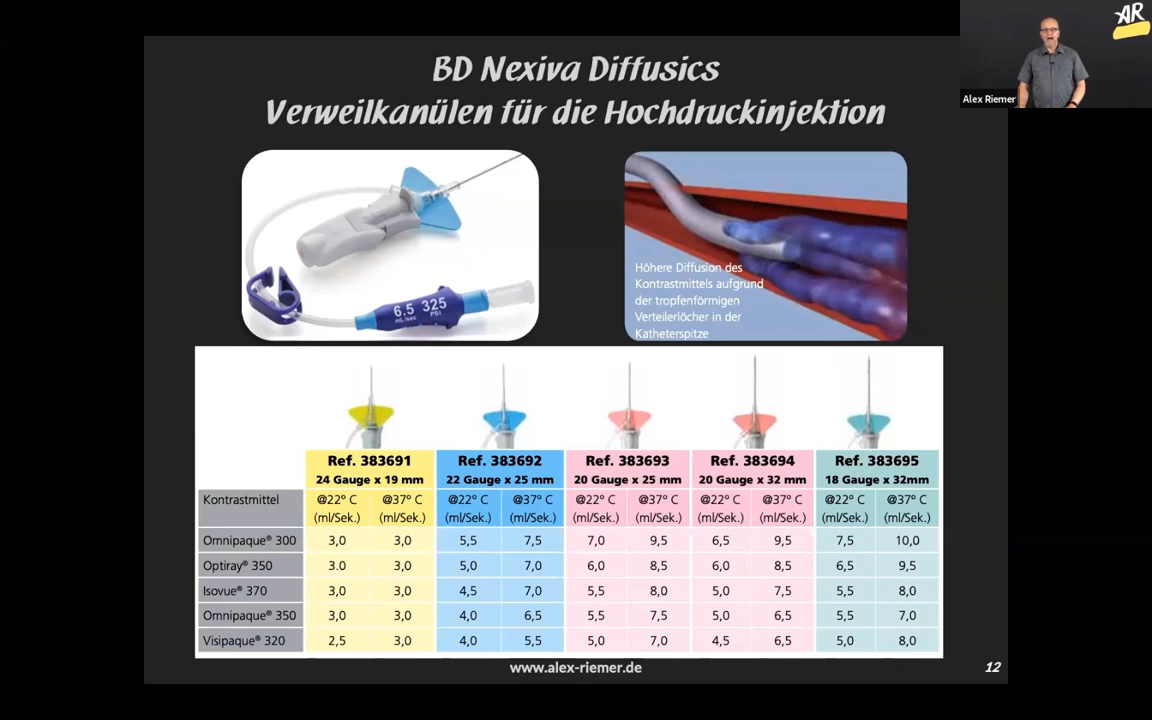 AR
Alex Riemer
BD Nexiva Diffusics
Verweilkanülen für die Hochdruckinjektion
6.5 325
mL/sec PSI
Höhere Diffusion des
Kontrastmittels aufgrund
der tropfenförmigen
Verteilerlöcher in der
Katheterspitze
Ref. 383691 Ref. 383692 Ref. 383693 Ref. 383694 Ref. 383695
24 Gauge x 19 mm 22 Gauge x 25 mm 20 Gauge x 25 mm 20 Gauge x 32 mm 18 Gauge x 32mm
Kontrastmittel @22º C @37º C @22º C @37º C @22º C @37º C @22º C @37º C @22º C @37º C
(ml/Sek.) (ml/Sek.) (ml/Sek.) (ml/Sek.) (ml/Sek.) (ml/Sek.) (ml/Sek.) (ml/Sek.) (ml/Sek.) (ml/Sek.)
Omnipaque® 300 3,0 3,0 5,5 7,5 7,0 9,5 6,5 9,5 7,5 10,0
Optiray® 350 3.0 3,0 5,0 7,0 6,0 8,5 6,0 8,5 6,5 9,5
Isovue® 370 3,0 3,0 4,5 7,0 5,5 8,0 5,0 7,5 5,5 8,0
Omnipaque® 350 3,0 3,0 4,0 6,5 5,5 7,5 5,0 6,5 5,5 7,0
Visipaque® 320 2,5 3,0 4,0 5,5 5,0 7,0 4,5 6,5 5,0 8,0
www.alex-riemer.de
12